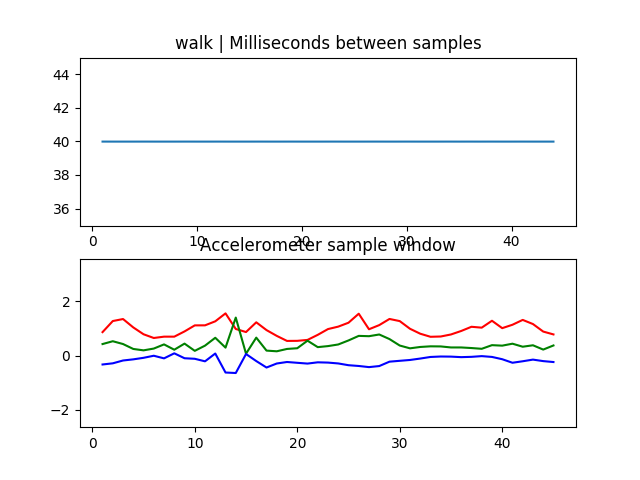 walk | Milliseconds between samples
44
42
40
38
36
0 10 20 30 40
Accelerometer sample window
2
0
−2
0 10 20 30 40